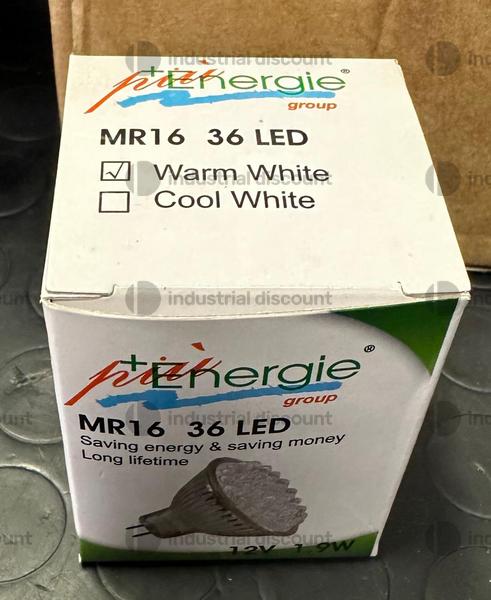 più+Energie®
group
MR16 36 LED
Warm White
Cool White
industrial discount
più+Energie®
group
MR16 36 LED
Saving energy & saving money
Long lifetime
12V 1.9W